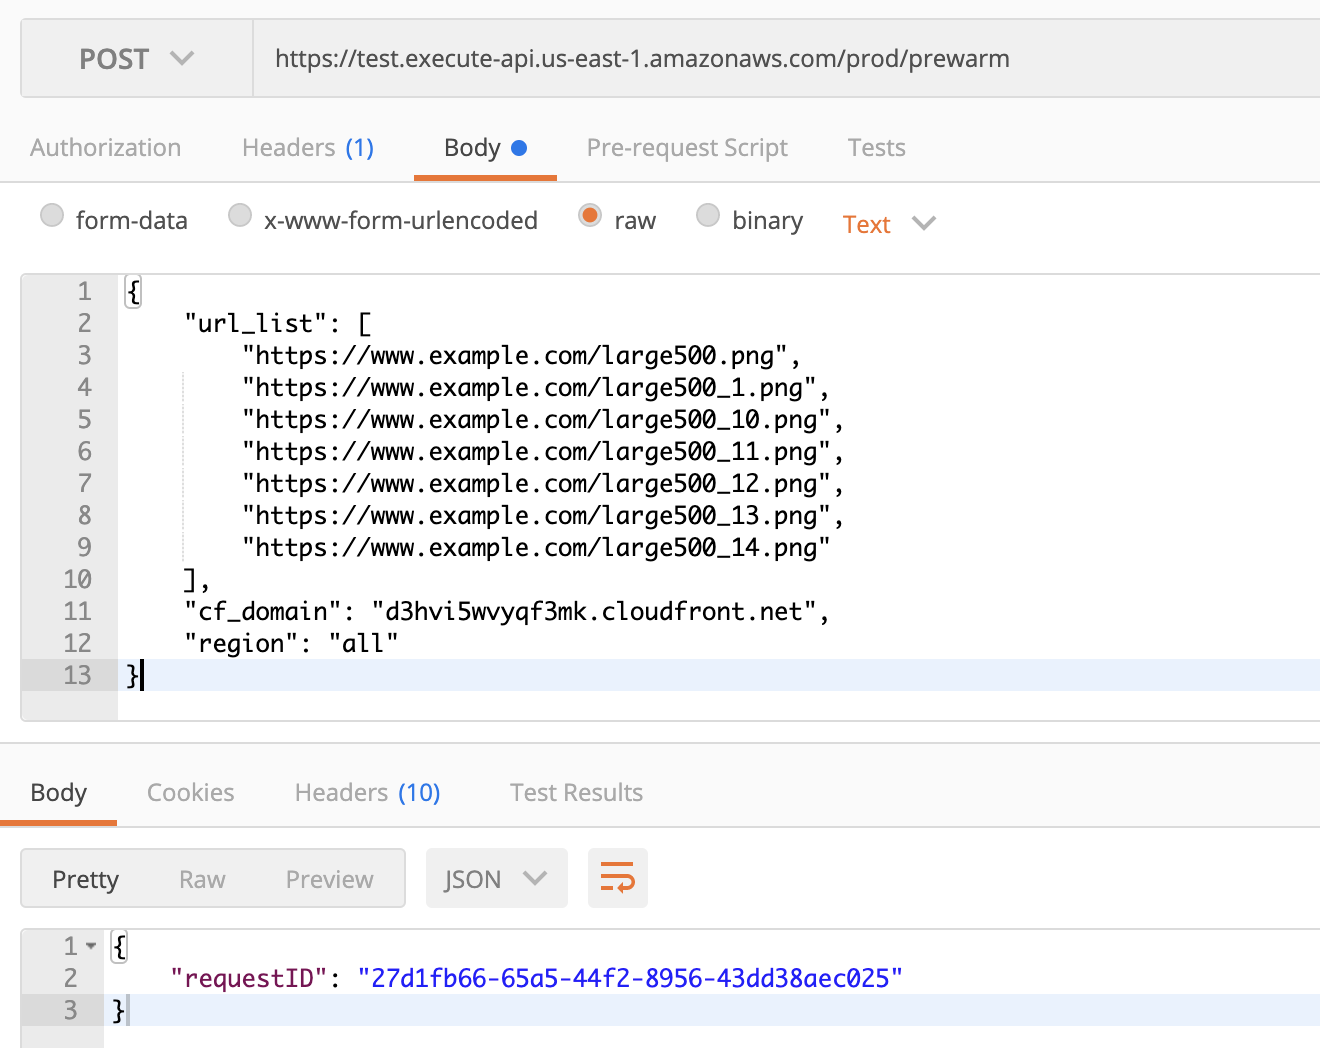 POST https://test.execute-api.us-east-1.amazonaws.com/prod/prewarm
Authorization Headers (1) Body Pre-request Script Tests
form-data x-www-form-urlencoded raw binary Text
1 {
2 "url_list": [
3 "https://www.example.com/large500.png",
4 "https://www.example.com/large500_1.png",
5 "https://www.example.com/large500_10.png",
6 "https://www.example.com/large500_11.png",
7 "https://www.example.com/large500_12.png",
8 "https://www.example.com/large500_13.png",
9 "https://www.example.com/large500_14.png"
10 ],
11 "cf_domain": "d3hvi5wvyqf3mk.cloudfront.net",
12 "region": "all"
13 }
Body Cookies Headers (10) Test Results
Pretty Raw Preview JSON
1 {
2 "requestID": "27d1fb66-65a5-44f2-8956-43dd38aec025"
3 }